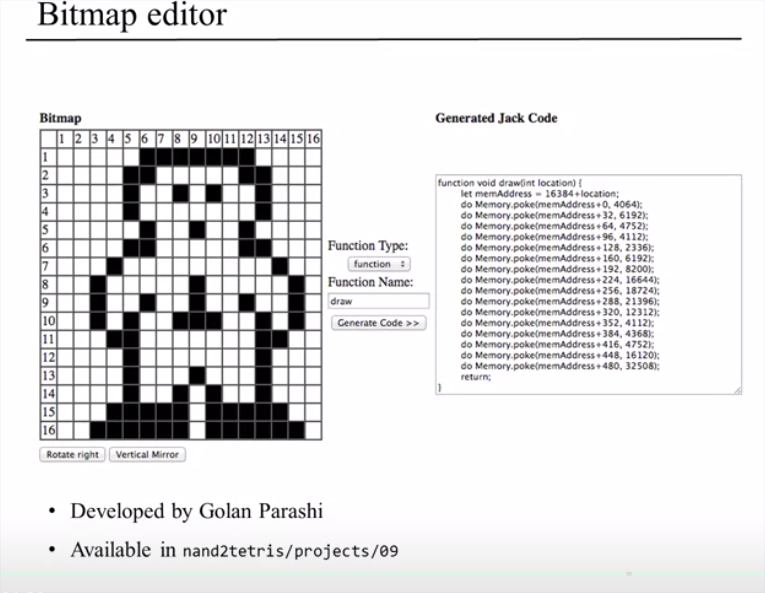 Bitmap editor
Bitmap
1 2 3 4 5 6 7 8 9 10 11 12 13 14 15 16
1
2
3
4
5
6
7
8
9
10
11
12
13
14
15
16
Rotate right Vertical Mirror
Function Type:
function
Function Name:
draw
Generate Code >>
Generated Jack Code
function void draw(int location) {
let memAddress = 16384+location;
do Memory.poke(memAddress+0, 4064);
do Memory.poke(memAddress+32, 6192);
do Memory.poke(memAddress+64, 4752);
do Memory.poke(memAddress+96, 4112);
do Memory.poke(memAddress+128, 2336);
do Memory.poke(memAddress+160, 6192);
do Memory.poke(memAddress+192, 8200);
do Memory.poke(memAddress+224, 16644);
do Memory.poke(memAddress+256, 18724);
do Memory.poke(memAddress+288, 21396);
do Memory.poke(memAddress+320, 12312);
do Memory.poke(memAddress+352, 4112);
do Memory.poke(memAddress+384, 4368);
do Memory.poke(memAddress+416, 4752);
do Memory.poke(memAddress+448, 16120);
do Memory.poke(memAddress+480, 32508);
return;
}
• Developed by Golan Parashi
• Available in nand2tetris/projects/09